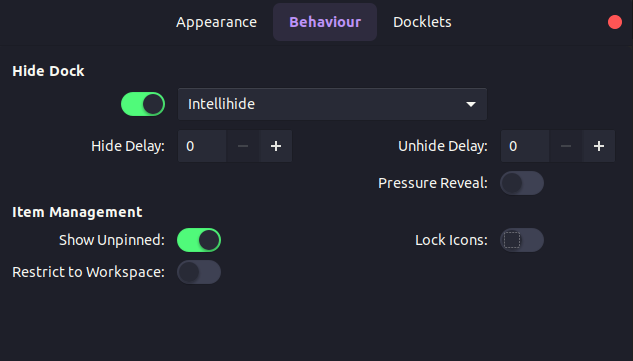 Appearance Behaviour Docklets
Hide Dock
Intellihide
Hide Delay: 0 − + Unhide Delay: 0 − +
Pressure Reveal:
Item Management
Show Unpinned: Lock Icons:
Restrict to Workspace: